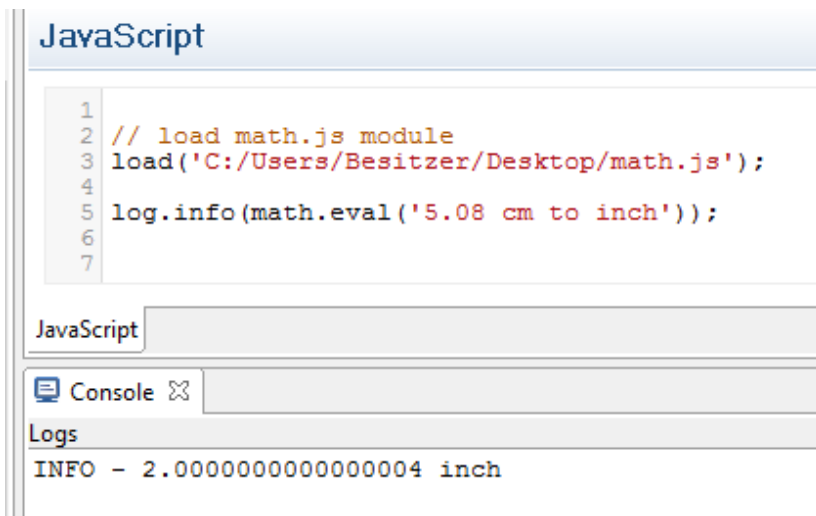 JavaScript
1
2 // load math.js module
3 load('C:/Users/Besitzer/Desktop/math.js');
4
5 log.info(math.eval('5.08 cm to inch'));
6
7
JavaScript
Console
Logs
INFO - 2.0000000000000004 inch